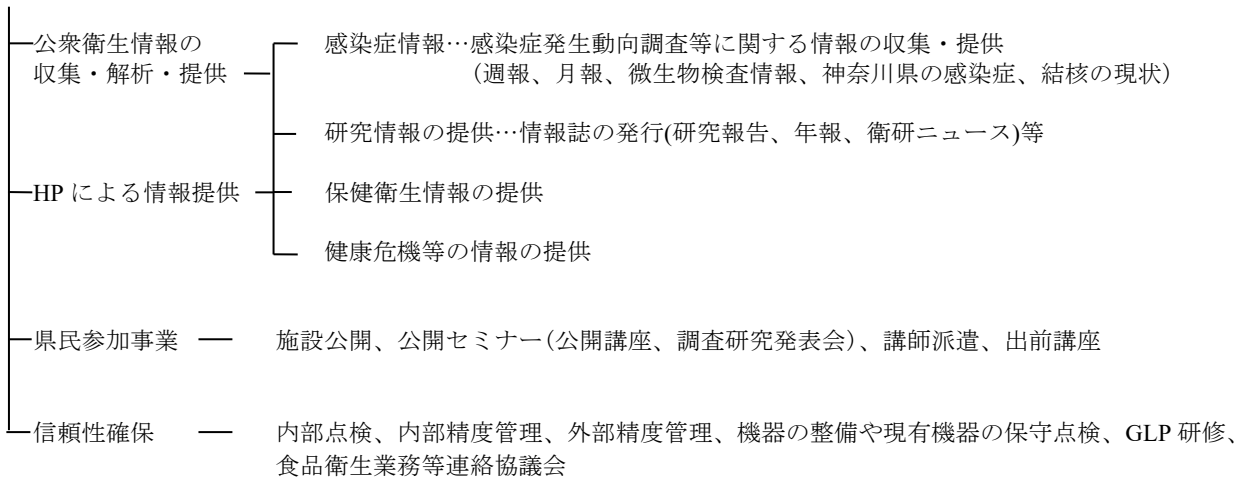 公衆衛生情報の
収集・解析・提供
感染症情報…感染症発生動向調査等に関する情報の収集・提供
（週報、月報、微生物検査情報、神奈川県の感染症、結核の現状）
研究情報の提供…情報誌の発行(研究報告、年報、衛研ニュース)等
HP による情報提供
保健衛生情報の提供
健康危機等の情報の提供
県民参加事業
施設公開、公開セミナー（公開講座、調査研究発表会）、講師派遣、出前講座
信頼性確保
内部点検、内部精度管理、外部精度管理、機器の整備や現有機器の保守点検、GLP 研修、
食品衛生業務等連絡協議会